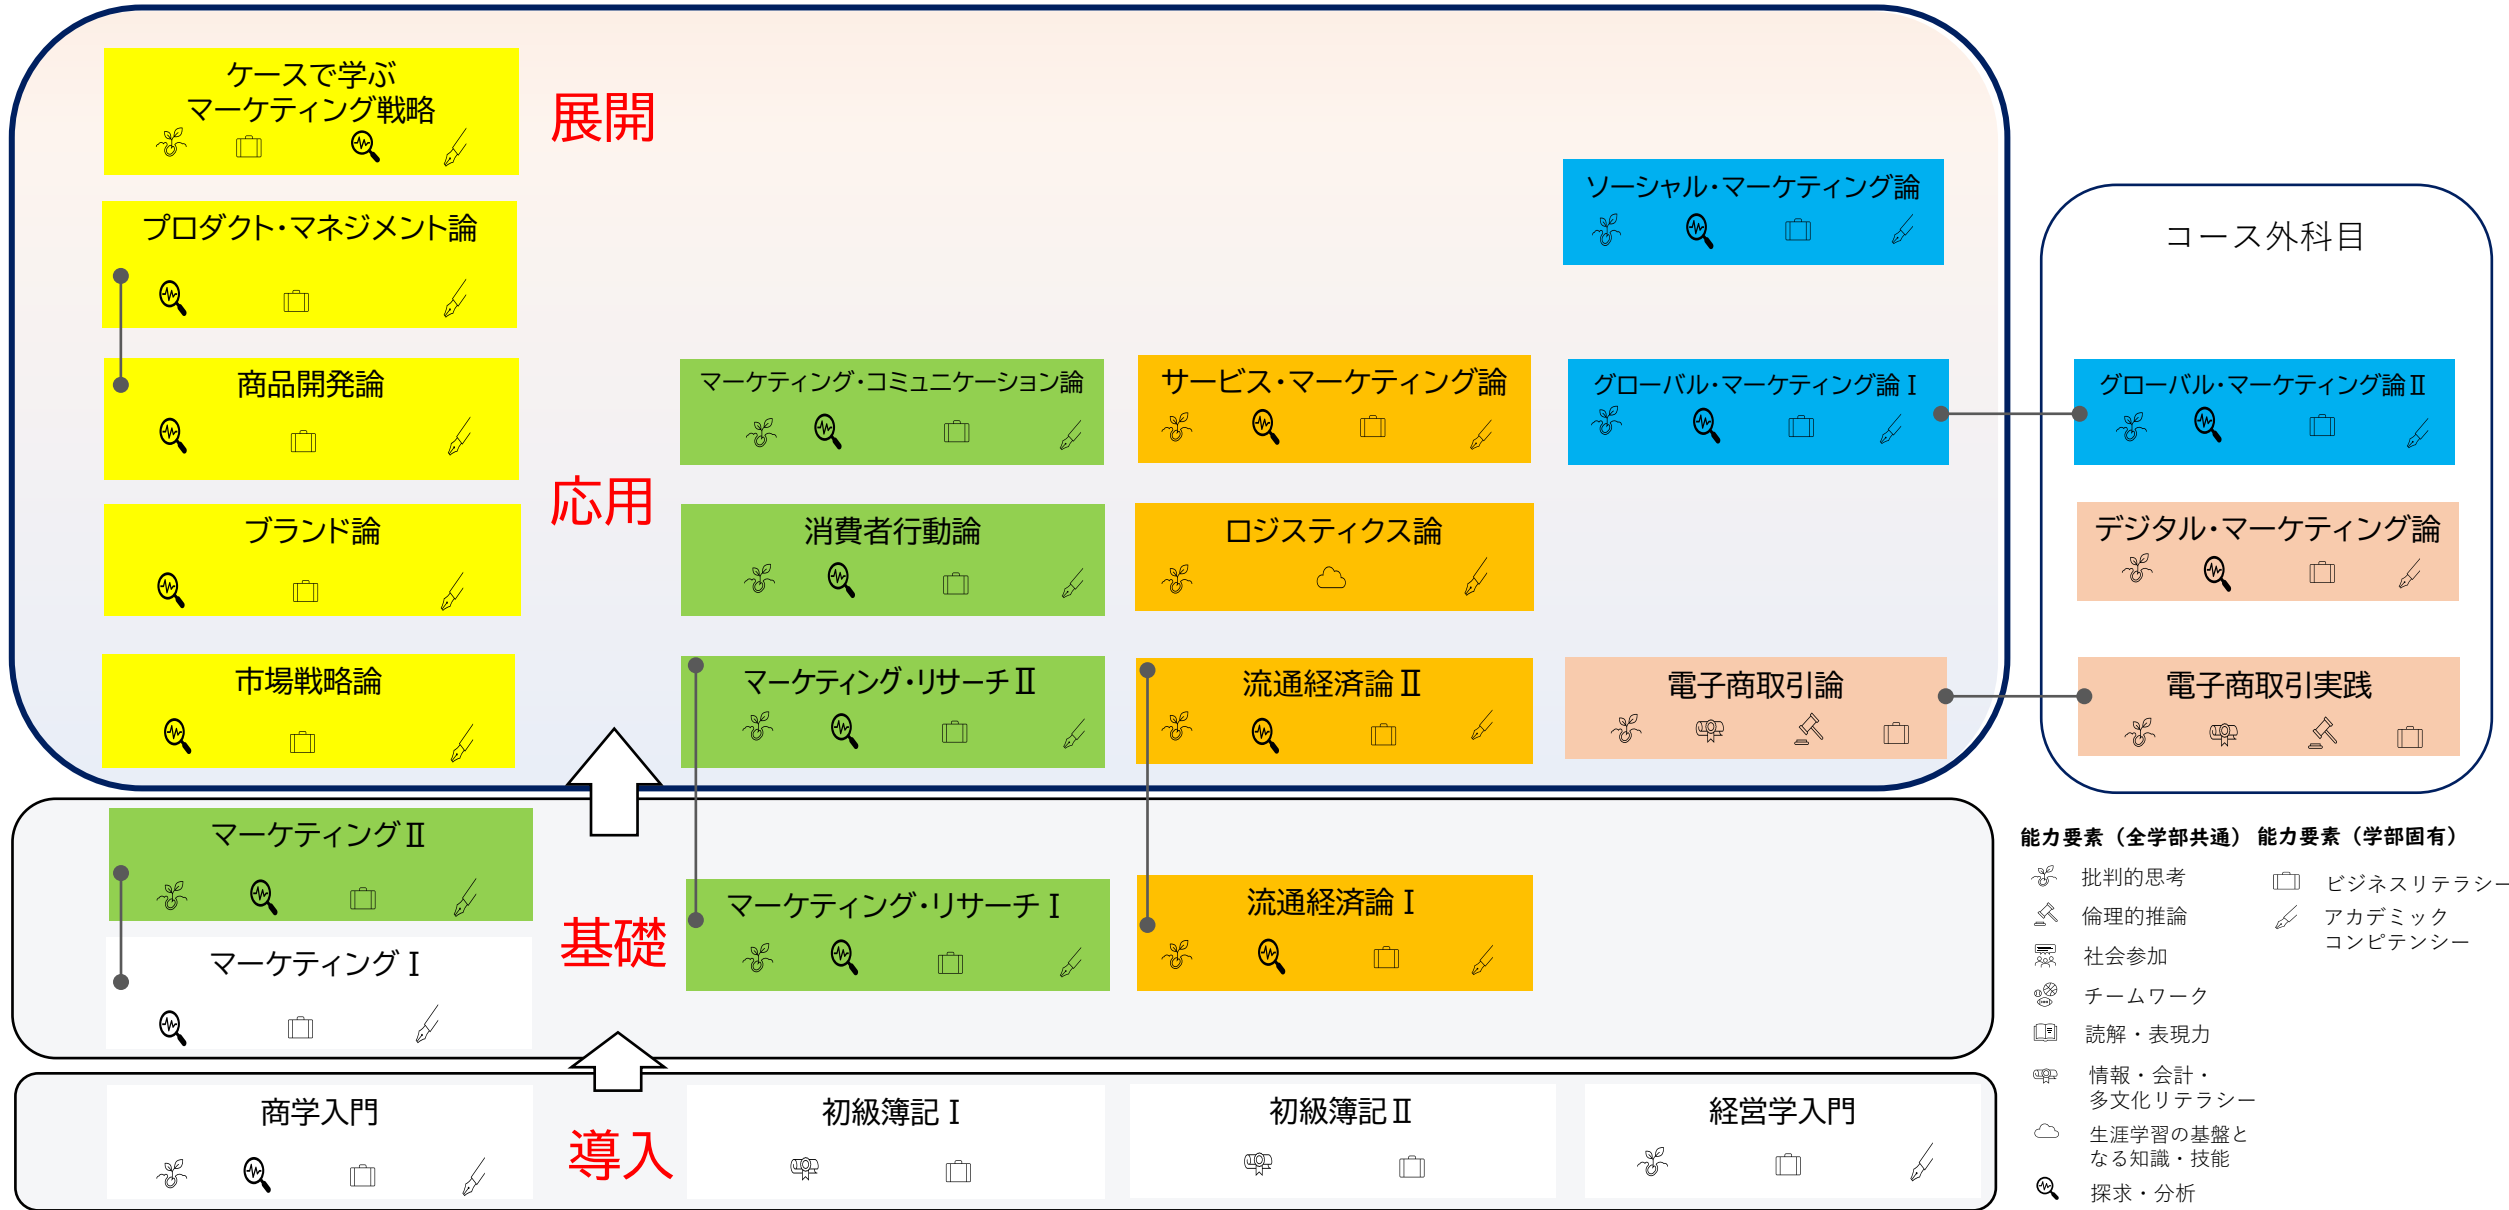 ケースで学ぶ
マーケティング戦略
展開
ソーシャル・マーケティング論
プロダクト・マネジメント論
コース外科目
商品開発論
マーケティング・コミュニケーション論
サービス・マーケティング論
グローバル・マーケティング論Ⅰ
グローバル・マーケティング論Ⅱ
応用
ブランド論
消費者行動論
ロジスティクス論
デジタル・マーケティング論
市場戦略論
マーケティング・リサーチⅡ
流通経済論Ⅱ
電子商取引論
電子商取引実践
マーケティングⅡ
基礎
マーケティング・リサーチⅠ
流通経済論Ⅰ
マーケティングⅠ
商学入門
導入
初級簿記Ⅰ
初級簿記Ⅱ
経営学入門
能力要素（全学部共通）
批判的思考
倫理的推論
社会参加
チームワーク
読解・表現力
情報・会計・
多文化リテラシー
生涯学習の基盤と
なる知識・技能
探求・分析
能力要素（学部固有）
ビジネスリテラシー
アカデミック
コンピテンシー